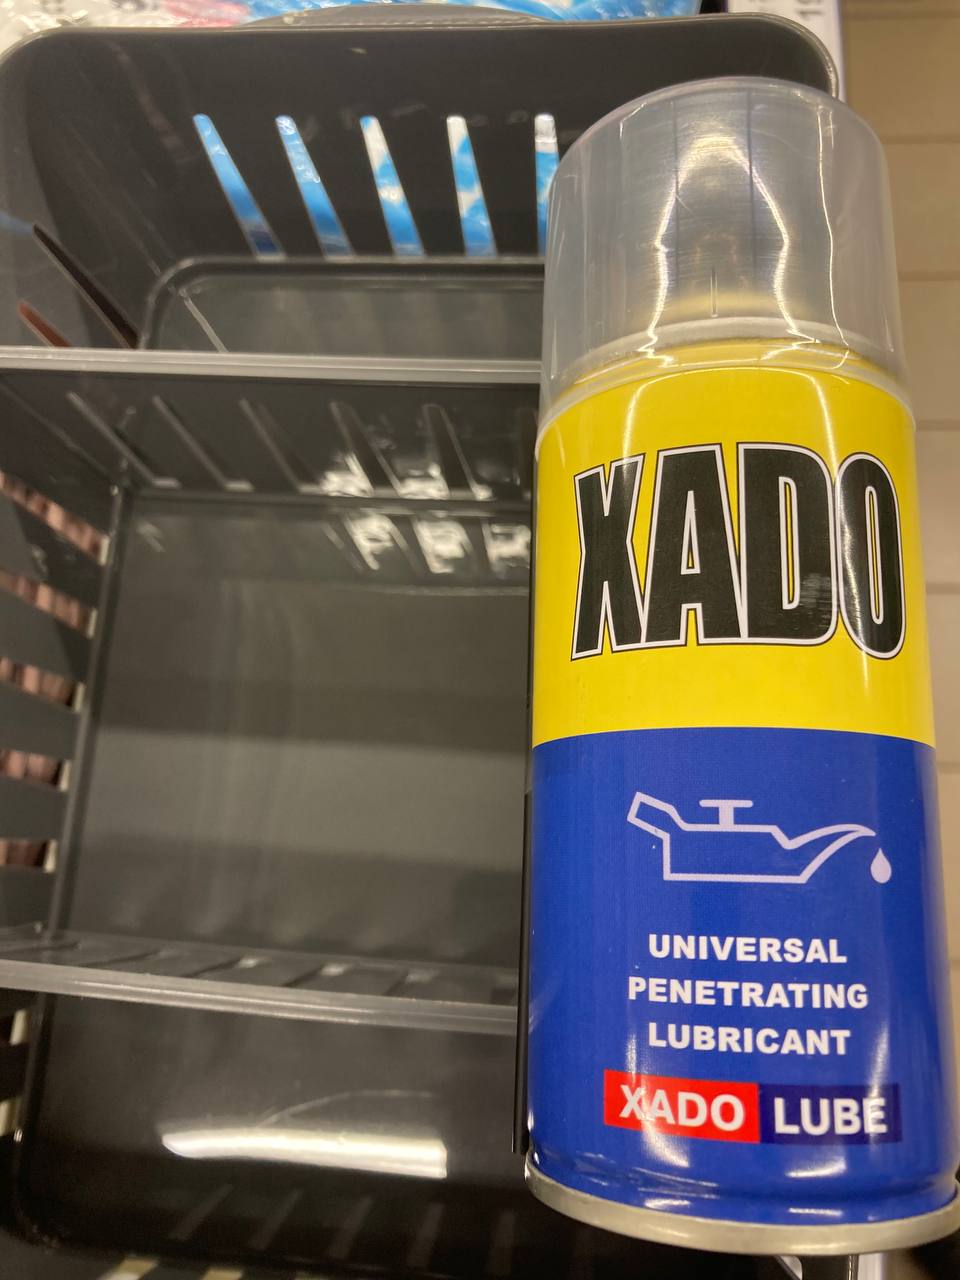 XADO
UNIVERSAL
PENETRATING
LUBRICANT
XADO LUBE